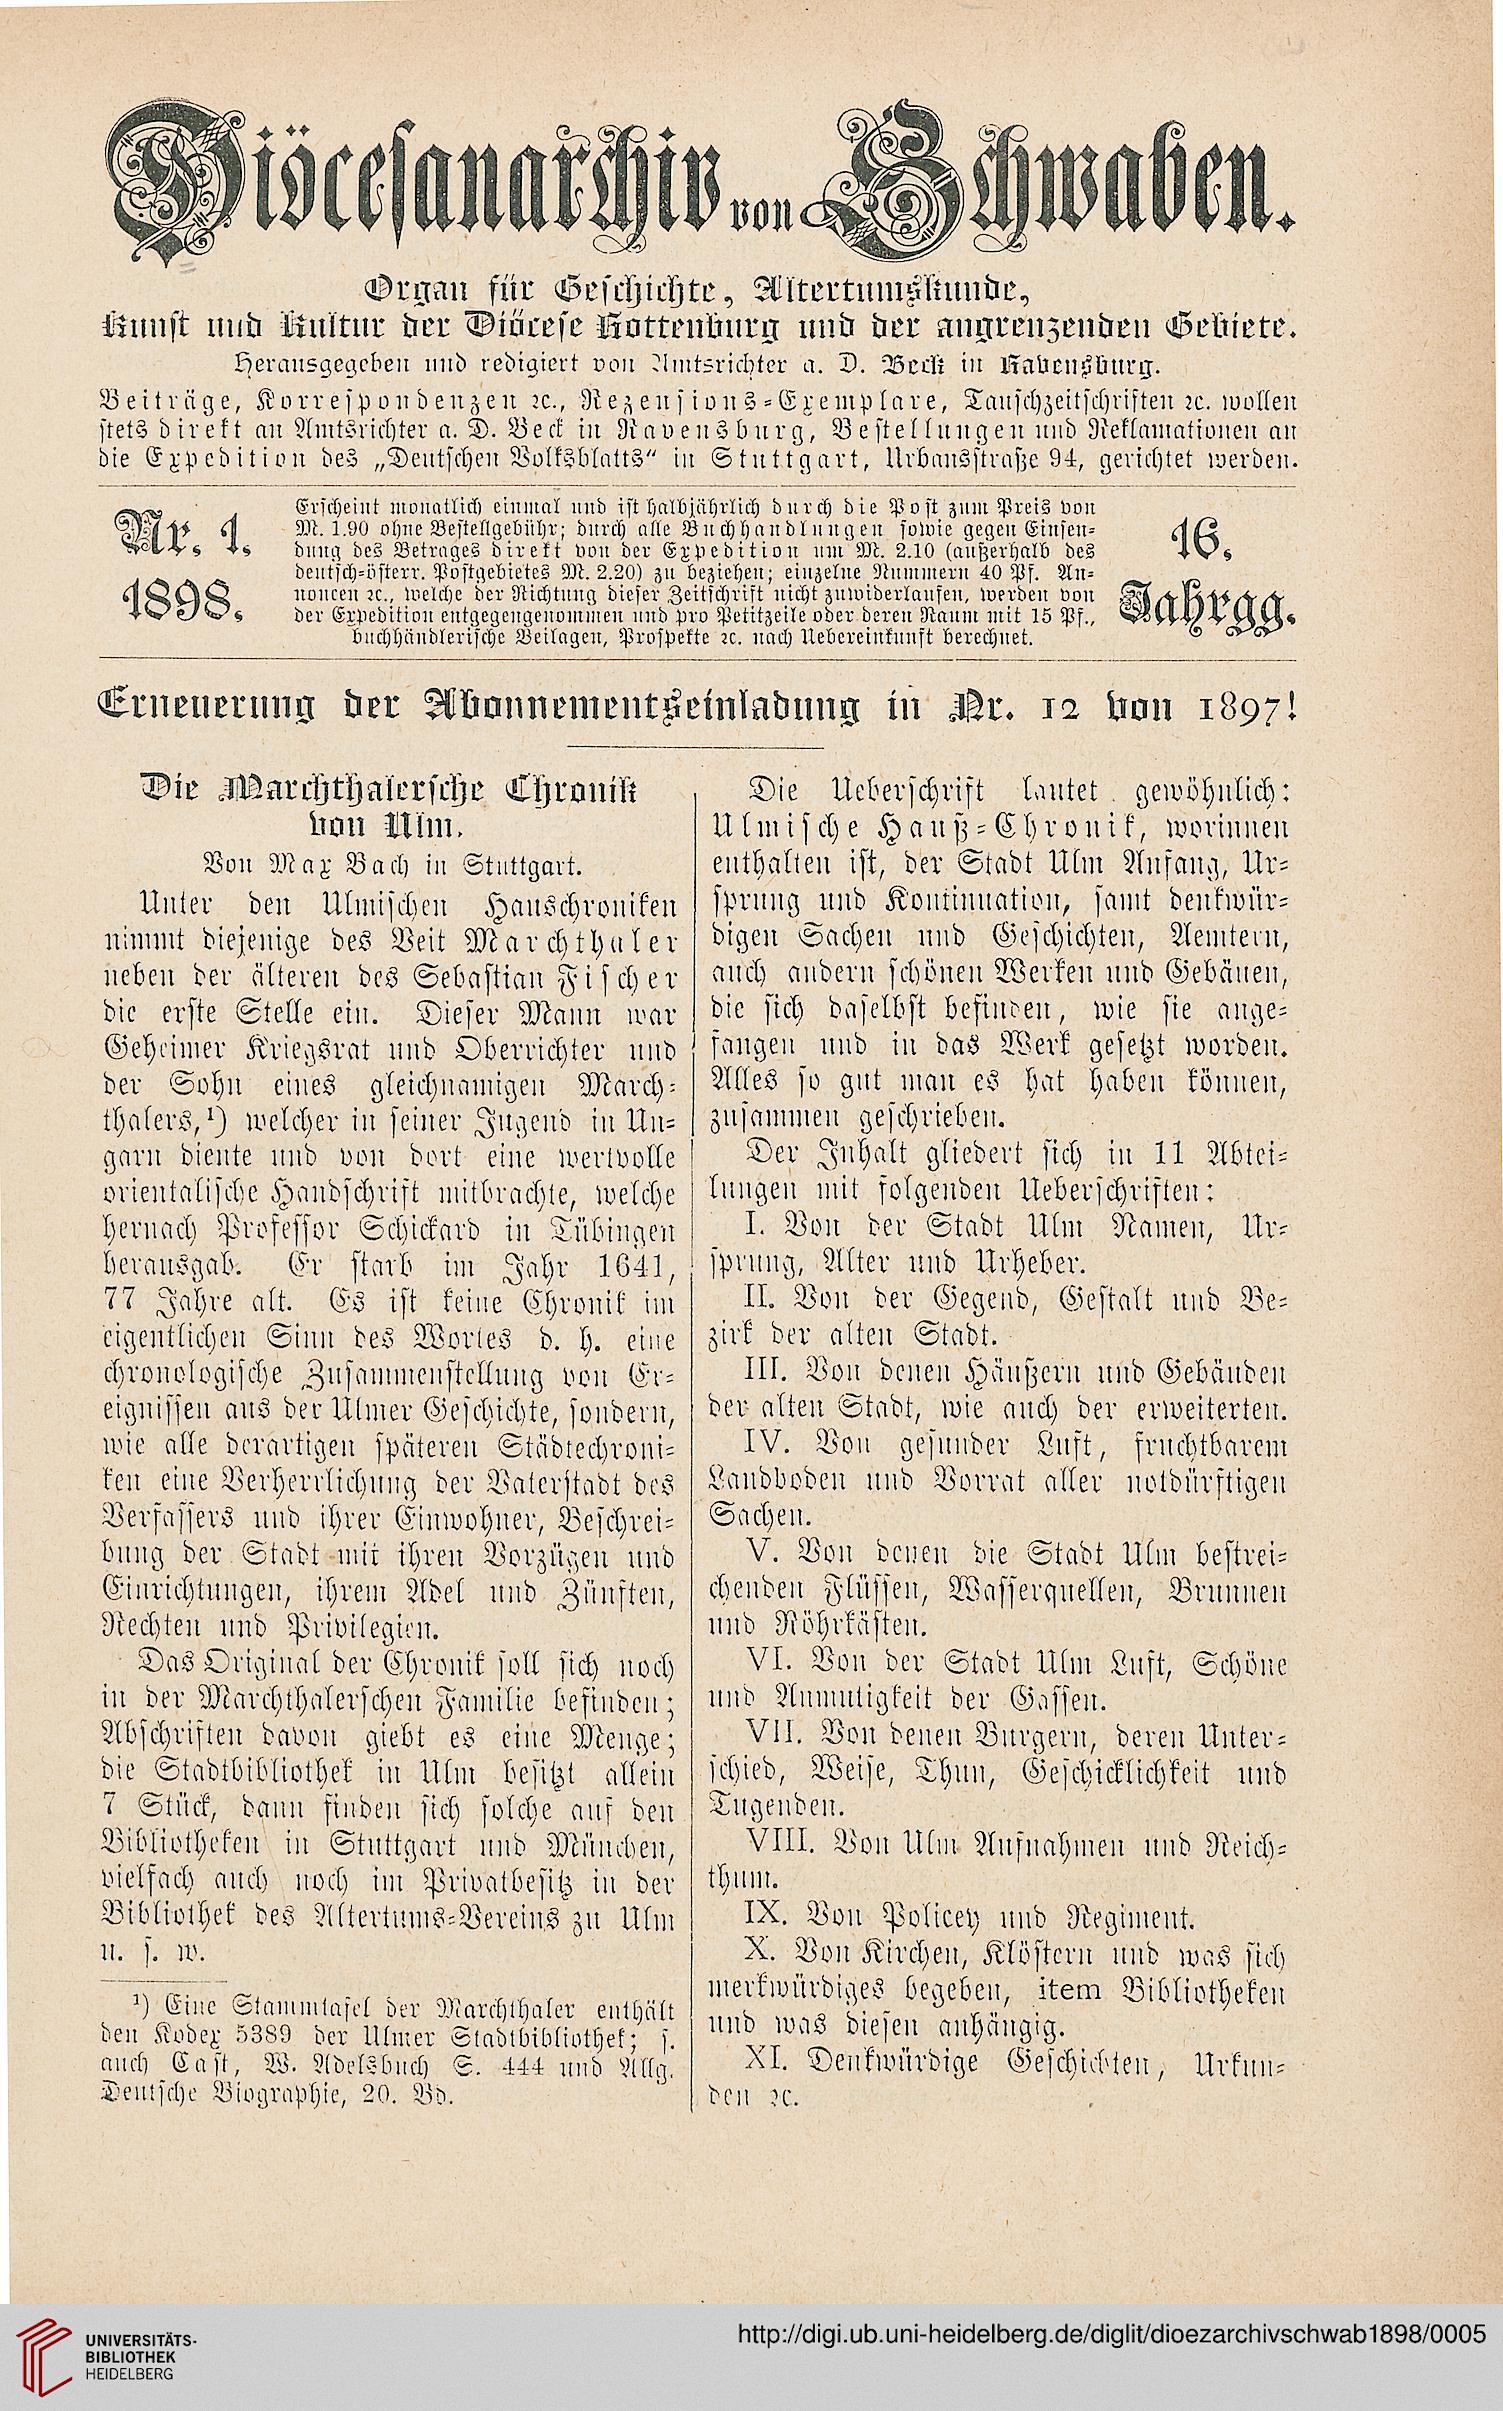 Diöcesanarchiv von Schwaben.
Organ für Geschichte, Altertumskunde,
Kunst und Kultur der Diöcese Rottenburg und der angrenzenden Gebiete.
Herausgegeben und redigiert von Amtsrichter a. D. Beck in Ravensburg.
Beiträge, Korrespondenzen ꝛc., Rezensions-Exemplare, Tauschzeitschriften ꝛc. wollen
stets direkt an Amtsrichter a. D. Beck in Ravensburg, Bestellungen und Reklamationen an
die Expedition des „Deutschen Volksblatts“ in Stuttgart, Urbansstraße 94, gerichtet werden.
Nr. 1.
1898.
Erscheint monatlich einmal und ist halbjährlich durch die Post zum Preis von
M. 1.90 ohne Bestellgebühr; durch alle Buchhandlungen sowie gegen Einsen-
dung des Betrages direkt von der Expedition um M. 2.10 (außerhalb des
deutsch-österr. Postgebietes M. 2.20) zu beziehen; einzelne Nummern 40 Pf. An-
noncen ꝛc., welche der Richtung dieser Zeitschrift nicht zuwiderlaufen, werden von
der Expedition entgegengenommen und pro Petitzeile oder deren Raum mit 15 Pf.,
buchhändlerische Beilagen, Prospekte ꝛc. nach Uebereinkunft berechnet.
16.
Jahrgg.
Erneuerung der Abonnementseinladung in Nr. 12 von 1897!
Die Marchthalersche Chronik
von Ulm.
Von Max Bach in Stuttgart.
Unter den Ulmischen Hauschroniken
nimmt diejenige des Veit Marchthaler
neben der älteren des Sebastian Fischer
die erste Stelle ein. Dieser Mann war
Geheimer Kriegsrat und Oberrichter und
der Sohn eines gleichnamigen March-
thalers,¹) welcher in seiner Jugend in Un-
garn diente und von dort eine wertvolle
orientalische Handschrift mitbrachte, welche
hernach Professor Schickard in Tübingen
herausgab. Er starb im Jahr 1641,
77 Jahre alt. Es ist keine Chronik im
eigentlichen Sinn des Wortes d. h. eine
chronologische Zusammenstellung von Er-
eignissen aus der Ulmer Geschichte, sondern,
wie alle derartigen späteren Städtechroni-
ken eine Verherrlichung der Vaterstadt des
Verfassers und ihrer Einwohner, Beschrei-
bung der Stadt mit ihren Vorzügen und
Einrichtungen, ihrem Adel und Zünften,
Rechten und Privilegien.
Das Original der Chronik soll sich noch
in der Marchthalerschen Familie befinden;
Abschriften davon giebt es eine Menge;
die Stadtbibliothek in Ulm besitzt allein
7 Stück, dann finden sich solche auf den
Bibliotheken in Stuttgart und München,
vielfach auch noch im Privatbesitz in der
Bibliothek des Altertums-Vereins zu Ulm
u. s. w.
¹) Eine Stammtafel der Marchthaler enthält
den Kodex 5389 der Ulmer Stadtbibliothek; s.
auch Cast, W. Adelsbuch S. 444 und Allg.
Deutsche Biographie, 20. Bd.
Die Ueberschrift lautet gewöhnlich:
Ulmische Hauß-Chronik, worinnen
enthalten ist, der Stadt Ulm Anfang, Ur-
sprung und Kontinuation, samt denkwür-
digen Sachen und Geschichten, Aemtern,
auch andern schönen Werken und Gebäuen,
die sich daselbst befinden, wie sie ange-
fangen und in das Werk gesetzt worden.
Alles so gut man es hat haben können,
zusammen geschrieben.
Der Inhalt gliedert sich in 11 Abtei-
lungen mit folgenden Ueberschriften:
I. Von der Stadt Ulm Namen, Ur-
sprung, Alter und Urheber.
II. Von der Gegend, Gestalt und Be-
zirk der alten Stadt.
III. Von denen Häußern und Gebäuden
der alten Stadt, wie auch der erweiterten.
IV. Von gesunder Luft, fruchtbarem
Landboden und Vorrat aller notdürftigen
Sachen.
V. Von denen die Stadt Ulm bestrei-
chenden Flüssen, Wasserquellen, Brunnen
und Röhrkästen.
VI. Von der Stadt Ulm Lust, Schöne
und Anmutigkeit der Gassen.
VII. Von denen Burgern, deren Unter-
schied, Weise, Thun, Geschicklichkeit und
Tugenden.
VIII. Von Ulm Aufnahmen und Reich-
thum.
IX. Von Policey und Regiment.
X. Von Kirchen, Klöstern und was sich
merkwürdiges begeben, item Bibliotheken
und was diesen anhängig.
XI. Denkwürdige Geschichten, Urkun-
den ꝛc.
UNIVERSITÄTS-
BIBLIOTHEK
HEIDELBERG
http://digi.ub.uni-heidelberg.de/diglit/dioezarchivschwab1898/0005